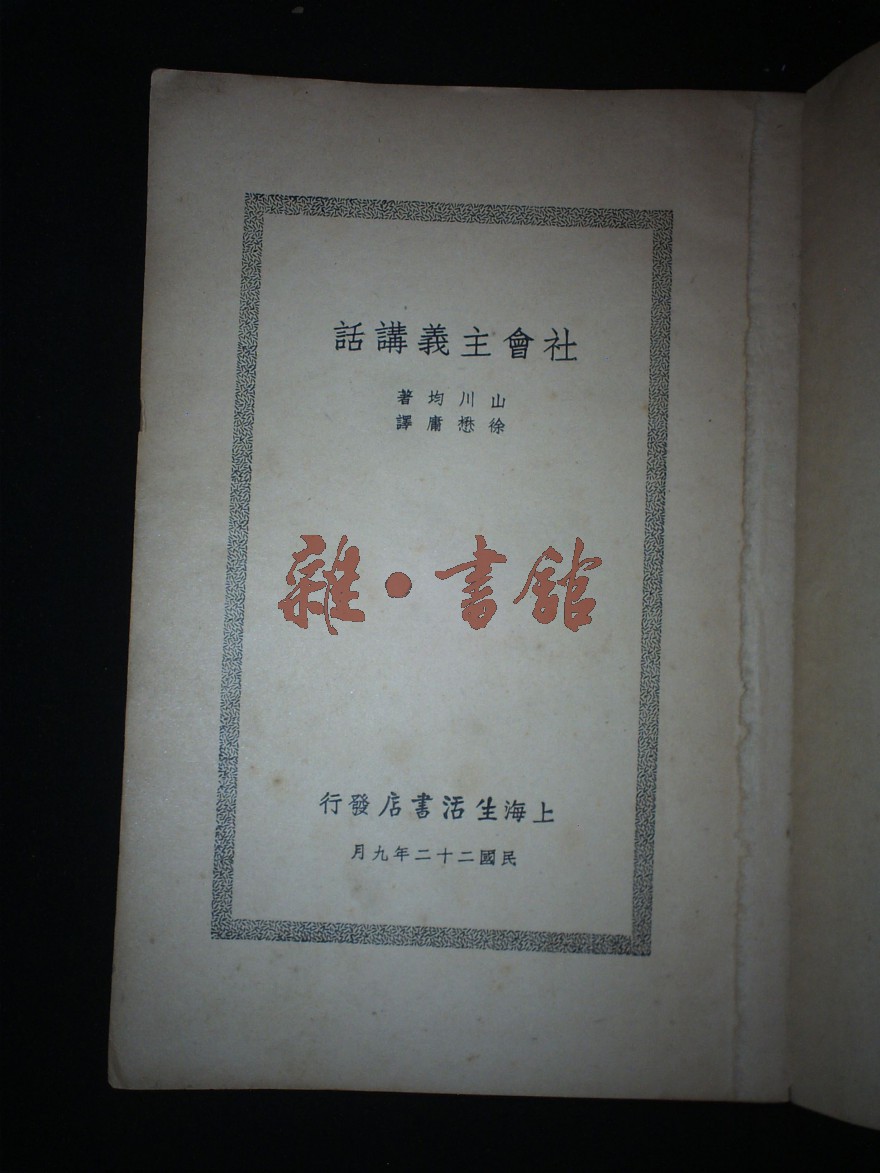 社會主義講話
山川均著
徐懋庸譯
雜·書館
上海生活書店發行
民國二十二年九月